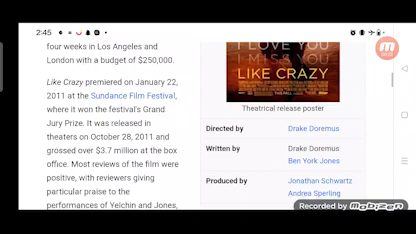 2:45
four weeks in Los Angeles and
London with a budget of $250,000.
Like Crazy premiered on January 22,
2011 at the Sundance Film Festival,
where it won the festival's Grand
Jury Prize. It was released in
theaters on October 28, 2011 and
grossed over $3.7 million at the box
office. Most reviews of the film were
positive, with reviewers giving
particular praise to the
performances of Yelchin and Jones,
I LOVE YOU
I MISS YOU
LIKE CRAZY
Theatrical release poster
Directed by Drake Doremus
Written by Drake Doremus
Ben York Jones
Produced by Jonathan Schwartz
Andrea Sperling
Recorded by Mobizen